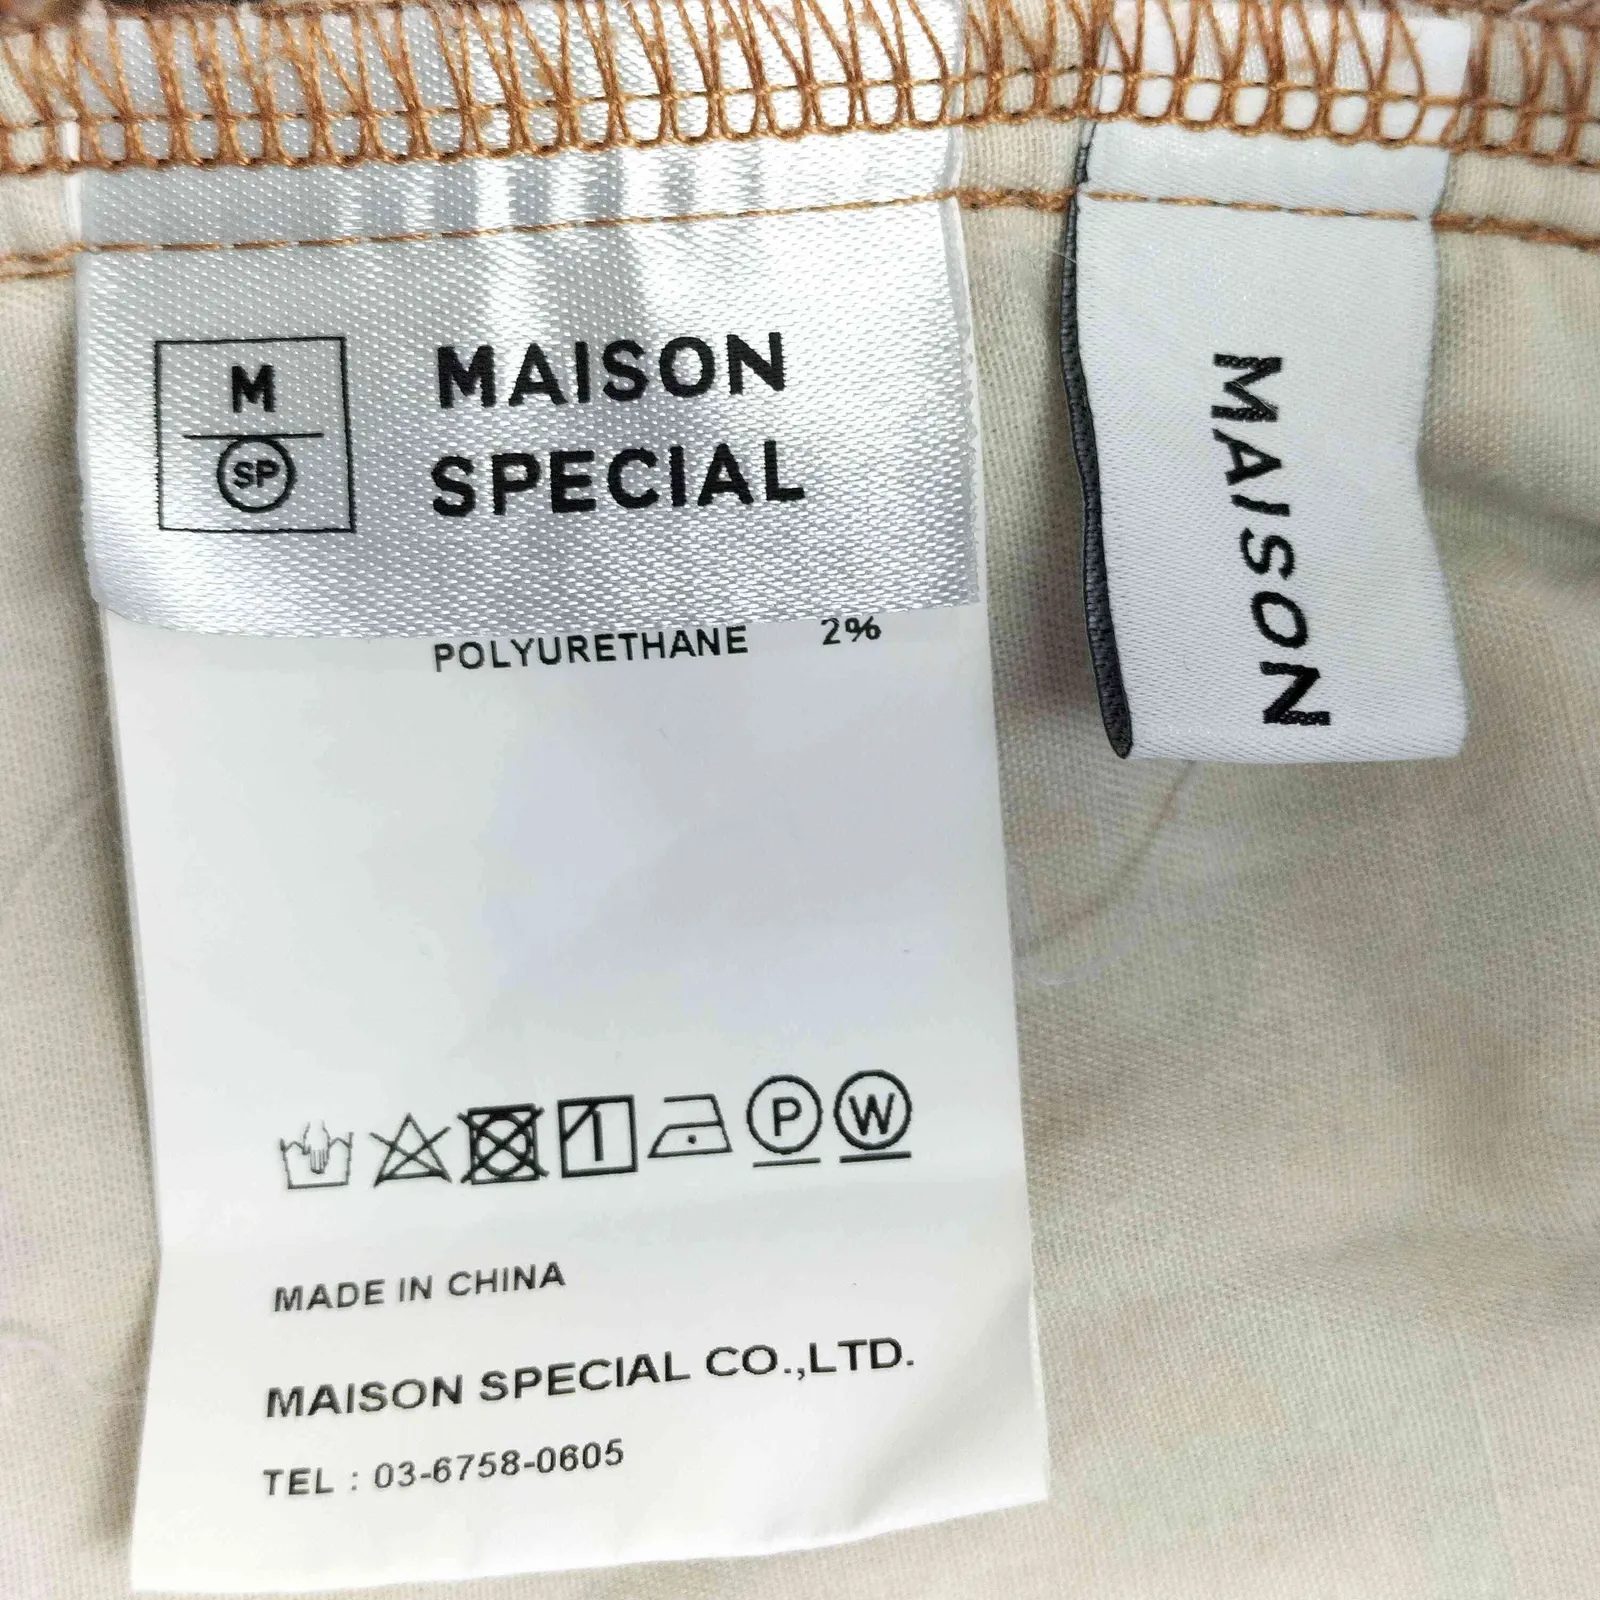 M
SP
MAISON
SPECIAL
POLYURETHANE 2%
P W
MADE IN CHINA
MAISON SPECIAL CO.,LTD.
TEL : 03-6758-0605
MAISON